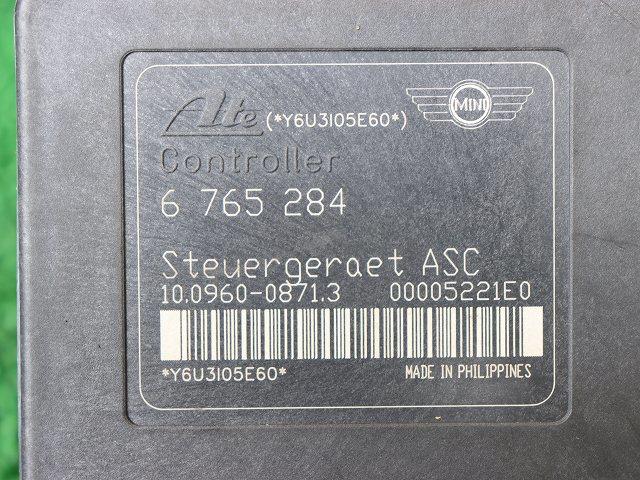 Ate (*Y6U3I05E60*) MINI
Controller
6 765 284
Steuergeraet ASC
10.0960-0871.3 00005221E0
*Y6U3I05E60* MADE IN PHILIPPINES